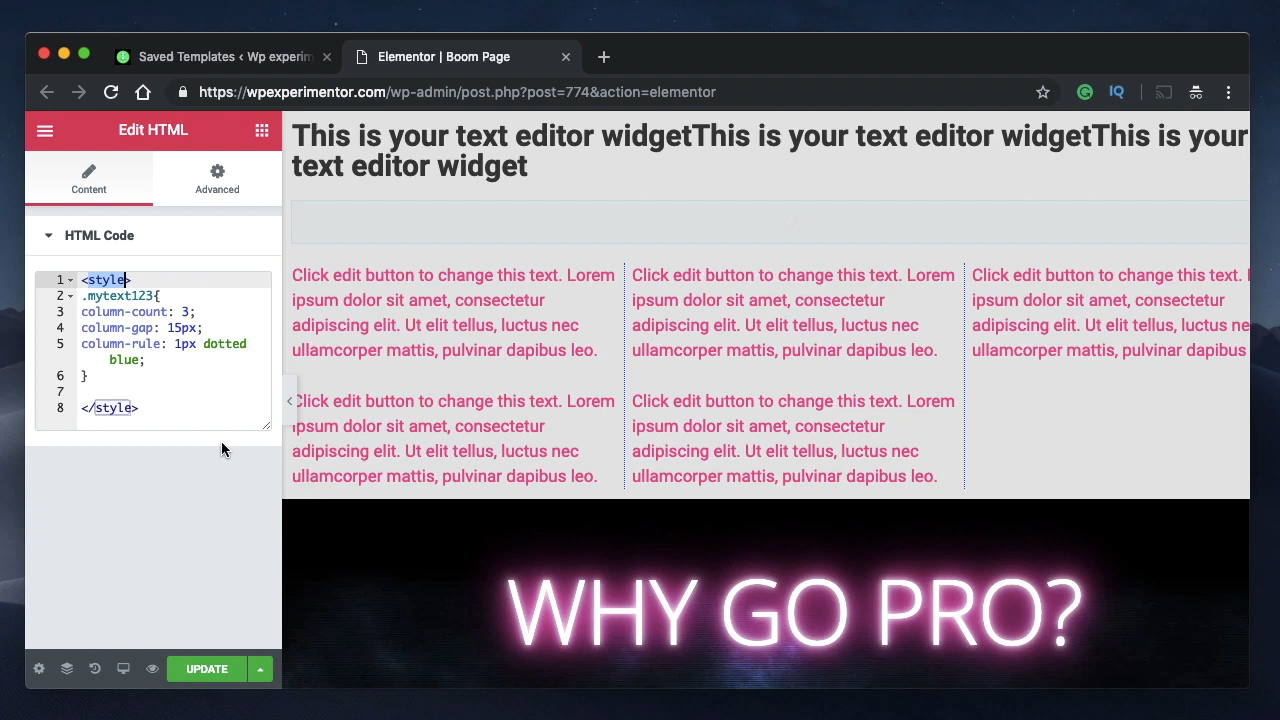 Saved Templates ‹ Wp experim
Elementor | Boom Page
https://wpexperimentor.com/wp-admin/post.php?post=774&action=elementor
IQ
Edit HTML
Content
Advanced
HTML Code
1 <style>
2 .mytext123{
3 column-count: 3;
4 column-gap: 15px;
5 column-rule: 1px dotted
blue;
6 }
7
8 </style>
UPDATE
This is your text editor widgetThis is your text editor widgetThis is your
text editor widget
Click edit button to change this text. Lorem
ipsum dolor sit amet, consectetur
adipiscing elit. Ut elit tellus, luctus nec
ullamcorper mattis, pulvinar dapibus leo.
Click edit button to change this text. Lorem
ipsum dolor sit amet, consectetur
adipiscing elit. Ut elit tellus, luctus nec
ullamcorper mattis, pulvinar dapibus leo.
Click edit button to change this text. Lorem
ipsum dolor sit amet, consectetur
adipiscing elit. Ut elit tellus, luctus nec
ullamcorper mattis, pulvinar dapibus leo.
Click edit button to change this text. Lorem
ipsum dolor sit amet, consectetur
adipiscing elit. Ut elit tellus, luctus nec
ullamcorper mattis, pulvinar dapibus leo.
Click edit button to change this text.
ipsum dolor sit amet, consectetur
adipiscing elit. Ut elit tellus, luctus ne
ullamcorper mattis, pulvinar dapibus
WHY GO PRO?